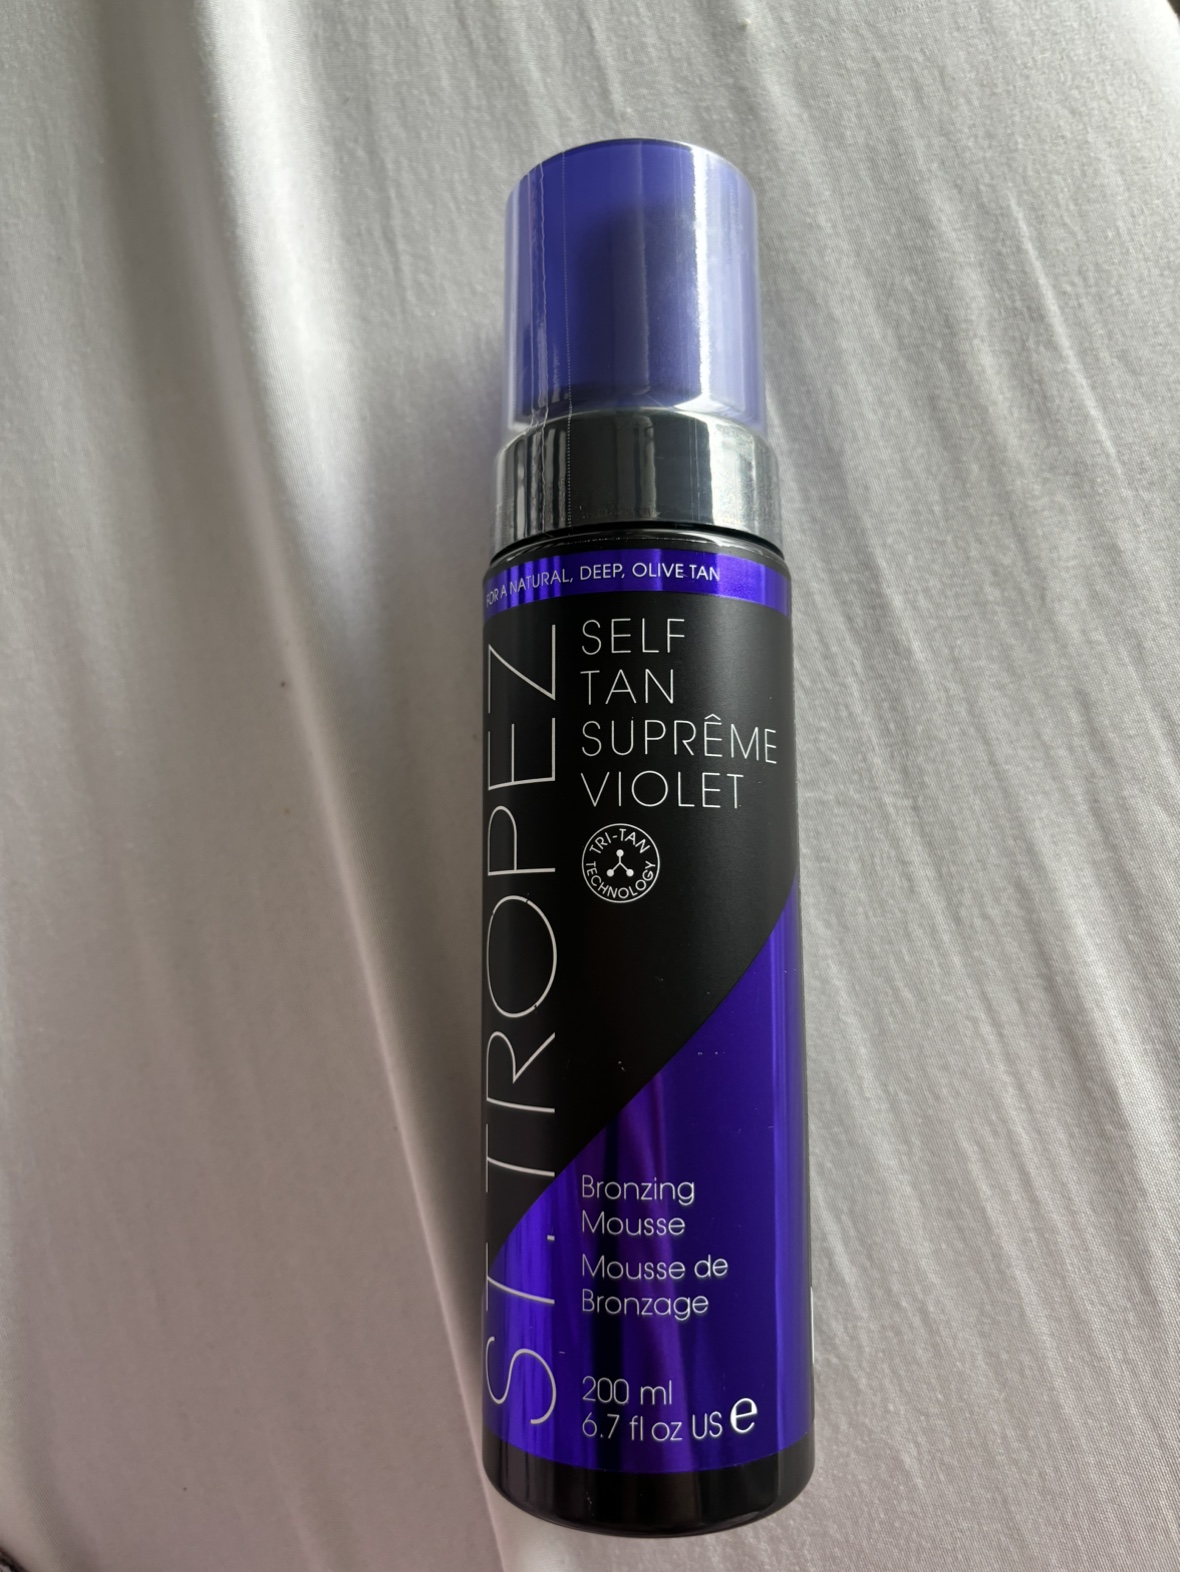 FOR A NATURAL, DEEP, OLIVE TAN
ST.TROPEZ
SELF
TAN
SUPRÊME
VIOLET
TRI-TAN
TECHNOLOGY
Bronzing
Mousse
Mousse de
Bronzage
200 ml
6.7 fl oz US e